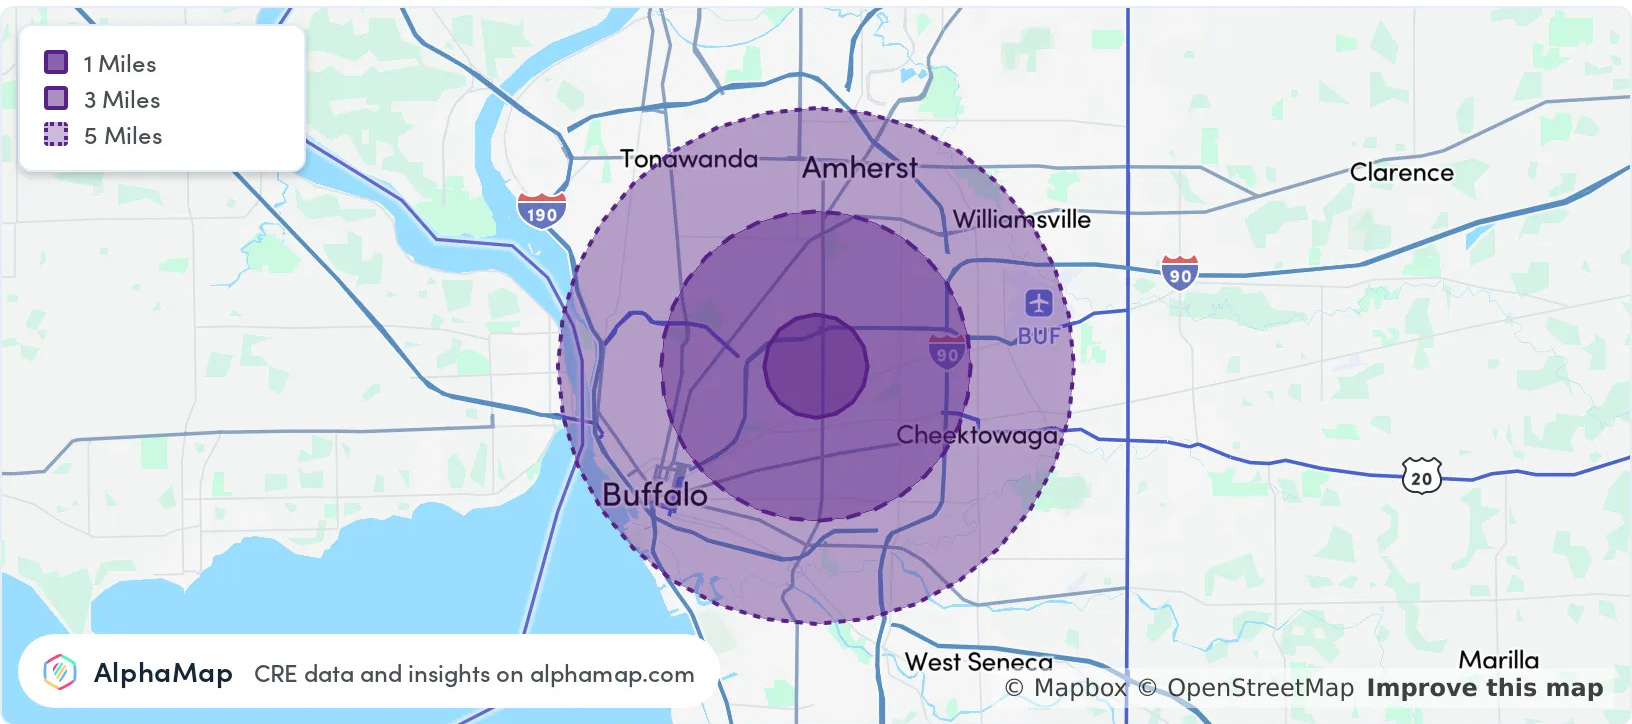 1 Miles
3 Miles
5 Miles
Tonawanda
Amherst
Clarence
190
Williamsville
90
BUF
90
Cheektowaga
20
Buffalo
West Seneca
Marilla
AlphaMap CRE data and insights on alphamap.com
© Mapbox © OpenStreetMap Improve this map